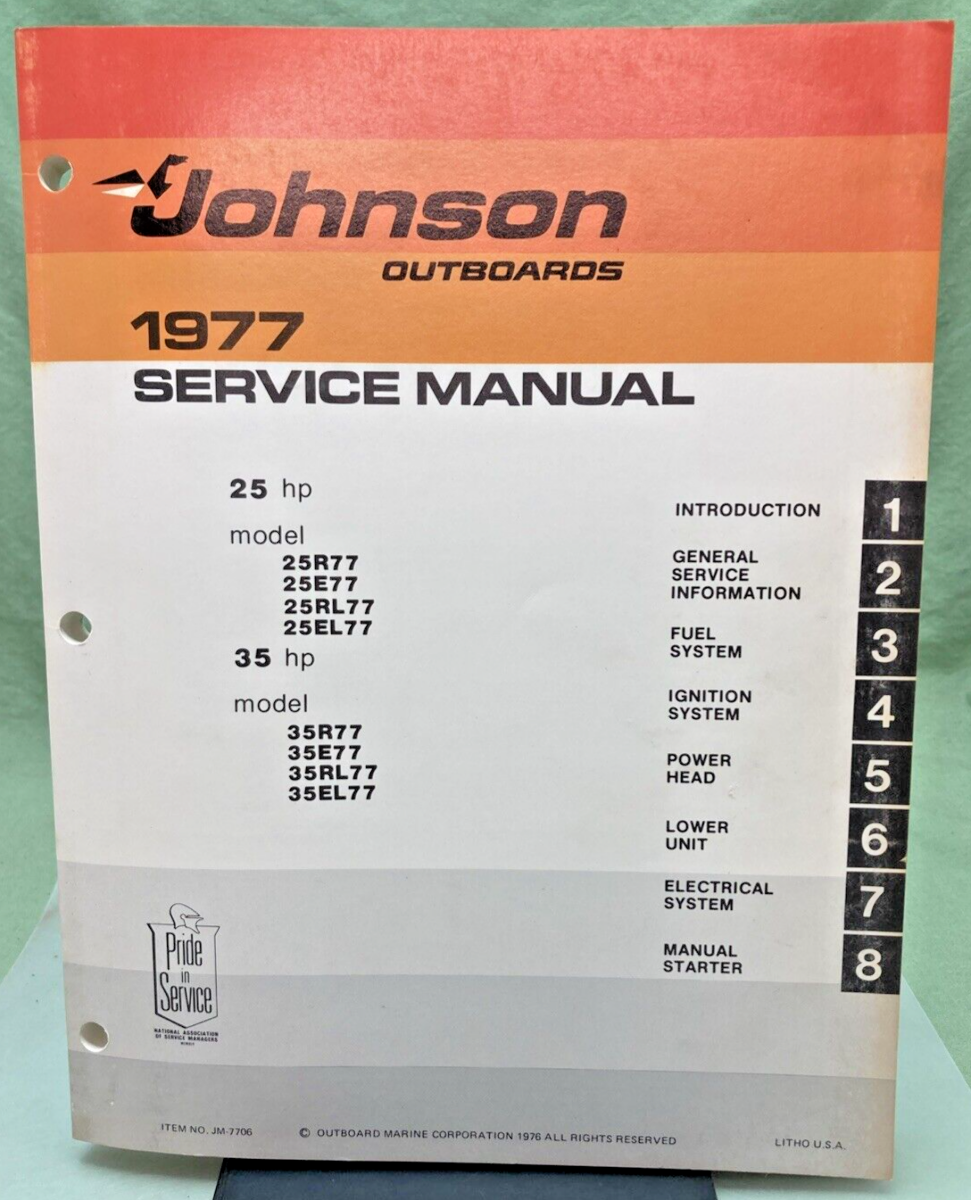 Johnson
OUTBOARDS
1977
SERVICE MANUAL
25 hp
model
25R77
25E77
25RL77
25EL77
35 hp
model
35R77
35E77
35RL77
35EL77
INTRODUCTION 1
GENERAL
SERVICE 2
INFORMATION
FUEL
SYSTEM 3
IGNITION
SYSTEM 4
POWER
HEAD 5
LOWER
UNIT 6
ELECTRICAL
SYSTEM 7
MANUAL
STARTER 8
Pride
in
Service
NATIONAL ASSOCIATION
OF SERVICE MANAGERS
ITEM NO. JM-7706 © OUTBOARD MARINE CORPORATION 1976 ALL RIGHTS RESERVED LITHO U.S.A.